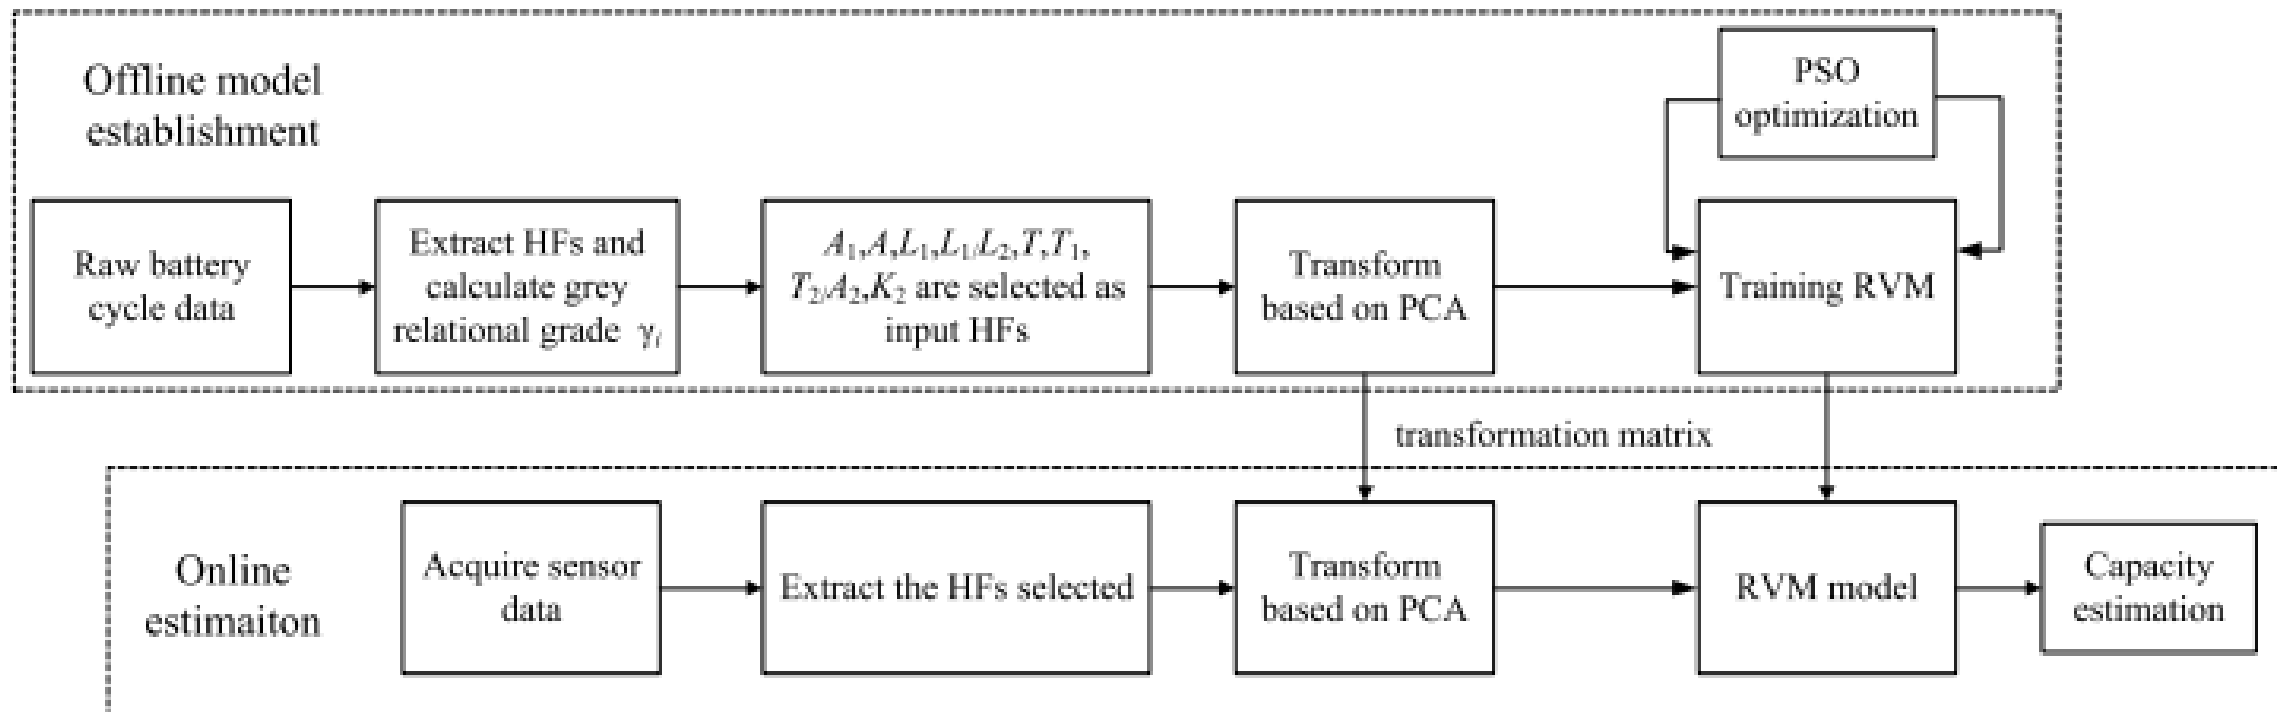 Offline model
establishment
PSO
optimization
Raw battery
cycle data
Extract HFs and
calculate grey
relational grade γᵢ
A₁,A,L₁,L₁/L₂,T,T₁,
T₂/A₂,K₂ are selected as
input HFs
Transform
based on PCA
Training RVM
transformation matrix
Online
estimaiton
Acquire sensor
data
Extract the HFs selected
Transform
based on PCA
RVM model
Capacity
estimation